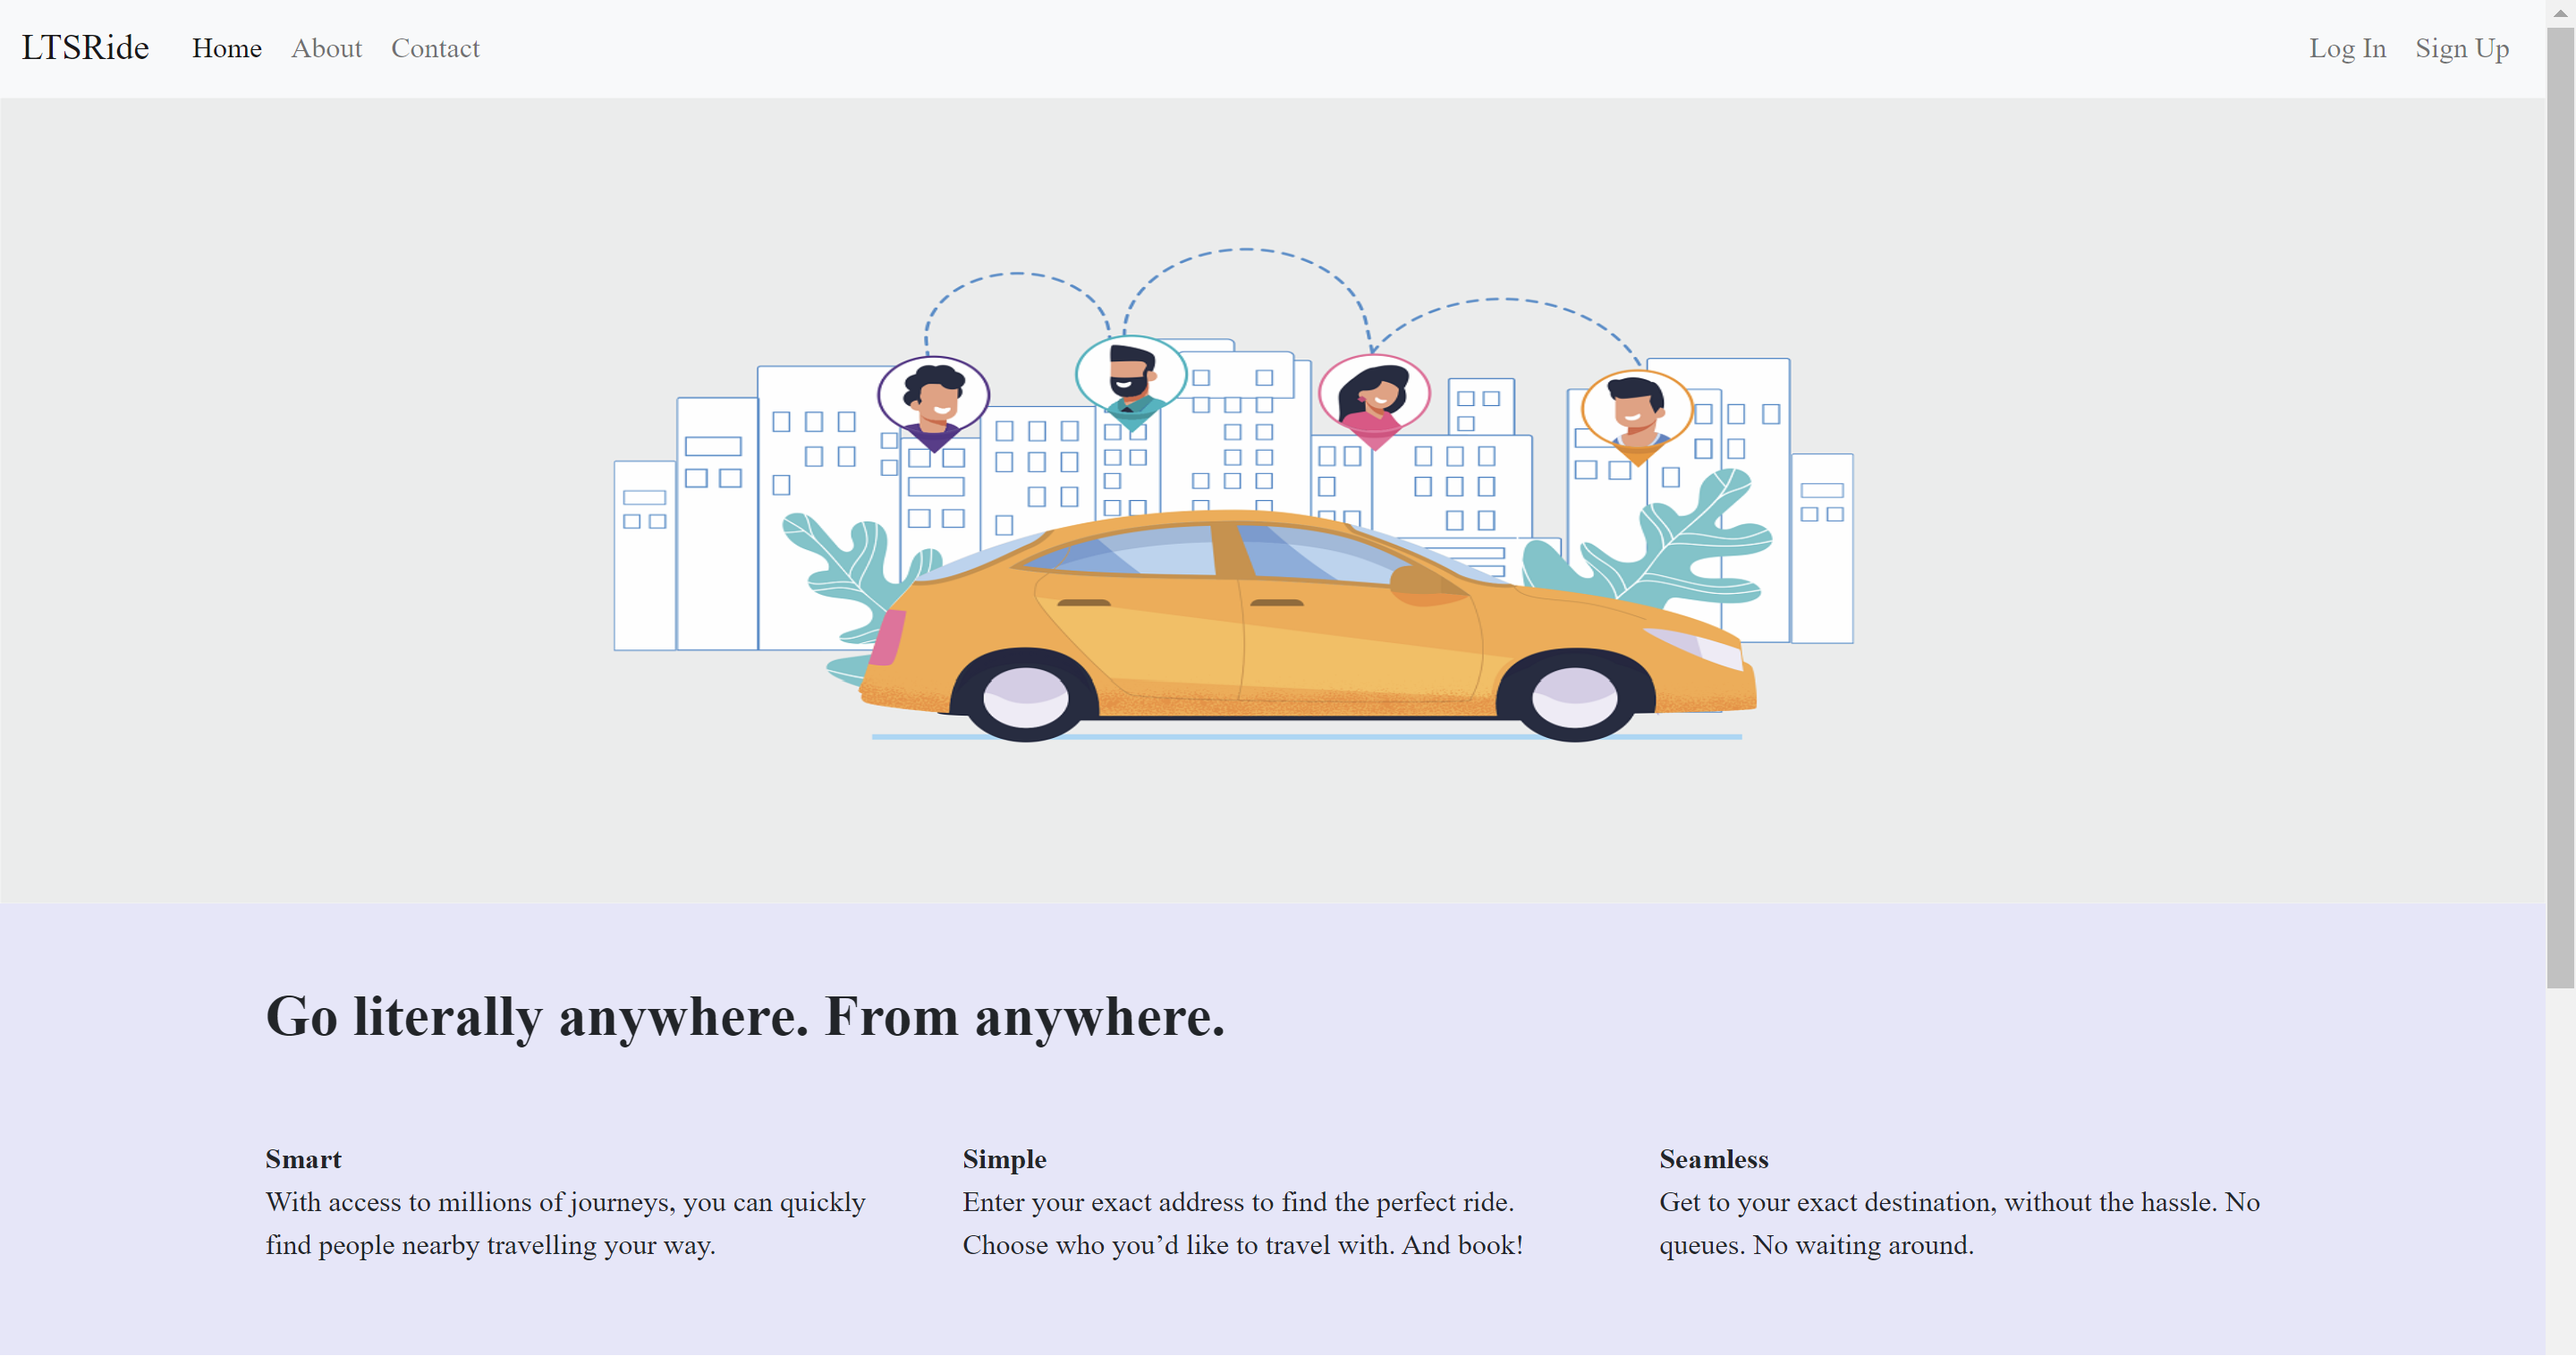 LTSRide Home About Contact Log In Sign Up
Go literally anywhere. From anywhere.
Smart
With access to millions of journeys, you can quickly
find people nearby travelling your way.
Simple
Enter your exact address to find the perfect ride.
Choose who you’d like to travel with. And book!
Seamless
Get to your exact destination, without the hassle. No
queues. No waiting around.